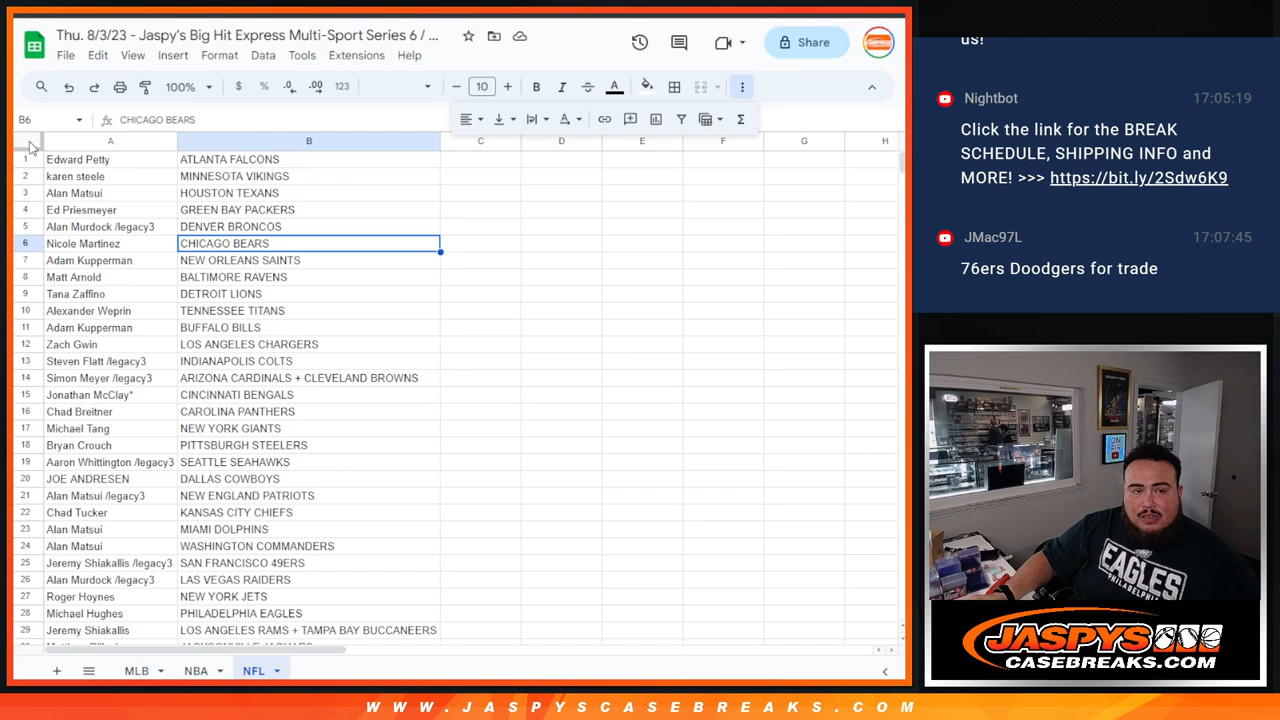 Thu. 8/3/23 - Jaspy's Big Hit Express Multi-Sport Series 6 / ...
File Edit View Insert Format Data Tools Extensions Help
Share
100% $ % .0 .00 123 10 B I S A
B6 fx CHICAGO BEARS
A B C D E F G H
1 Edward Petty ATLANTA FALCONS
2 karen steele MINNESOTA VIKINGS
3 Alan Matsui HOUSTON TEXANS
4 Ed Priesmeyer GREEN BAY PACKERS
5 Alan Murdock /legacy3 DENVER BRONCOS
6 Nicole Martinez CHICAGO BEARS
7 Adam Kupperman NEW ORLEANS SAINTS
8 Matt Arnold BALTIMORE RAVENS
9 Tana Zaffino DETROIT LIONS
10 Alexander Weprin TENNESSEE TITANS
11 Adam Kupperman BUFFALO BILLS
12 Zach Gwin LOS ANGELES CHARGERS
13 Steven Flatt /legacy3 INDIANAPOLIS COLTS
14 Simon Meyer /legacy3 ARIZONA CARDINALS + CLEVELAND BROWNS
15 Jonathan McClay* CINCINNATI BENGALS
16 Chad Breitner CAROLINA PANTHERS
17 Michael Tang NEW YORK GIANTS
18 Bryan Crouch PITTSBURGH STEELERS
19 Aaron Whittington /legacy3 SEATTLE SEAHAWKS
20 JOE ANDRESEN DALLAS COWBOYS
21 Alan Matsui /legacy3 NEW ENGLAND PATRIOTS
22 Chad Tucker KANSAS CITY CHIEFS
23 Alan Matsui MIAMI DOLPHINS
24 Alan Matsui WASHINGTON COMMANDERS
25 Jeremy Shiakallis /legacy3 SAN FRANCISCO 49ERS
26 Alan Murdock /legacy3 LAS VEGAS RAIDERS
27 Roger Hoynes NEW YORK JETS
28 Michael Hughes PHILADELPHIA EAGLES
29 Jeremy Shiakallis LOS ANGELES RAMS + TAMPA BAY BUCCANEERS
MLB NBA NFL
us!
Nightbot 17:05:19
Click the link for the BREAK
SCHEDULE, SHIPPING INFO and
MORE! >>> https://bit.ly/2Sdw6K9
JMac97L 17:07:45
76ers Doodgers for trade
ON AIR
EAGLES
JASPYS
CASEBREAKS.COM
WWW.JASPYSCASEBREAKS.COM